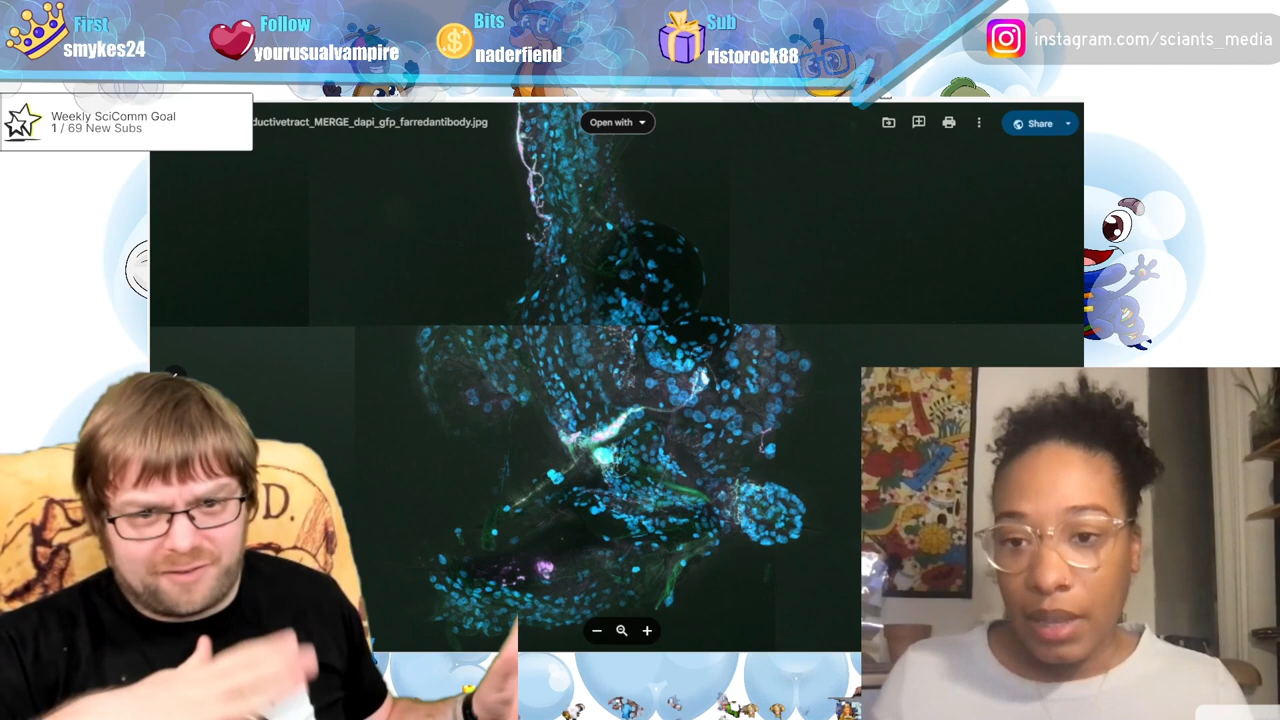 First
smykes24
Follow
yourusualvampire
Bits
naderfiend
Sub
ristorock88
instagram.com/sciants_media
Weekly SciComm Goal
1 / 69 New Subs
ductivetract_MERGE_dapi_gfp_farredantibody.jpg
Open with
Share
D.